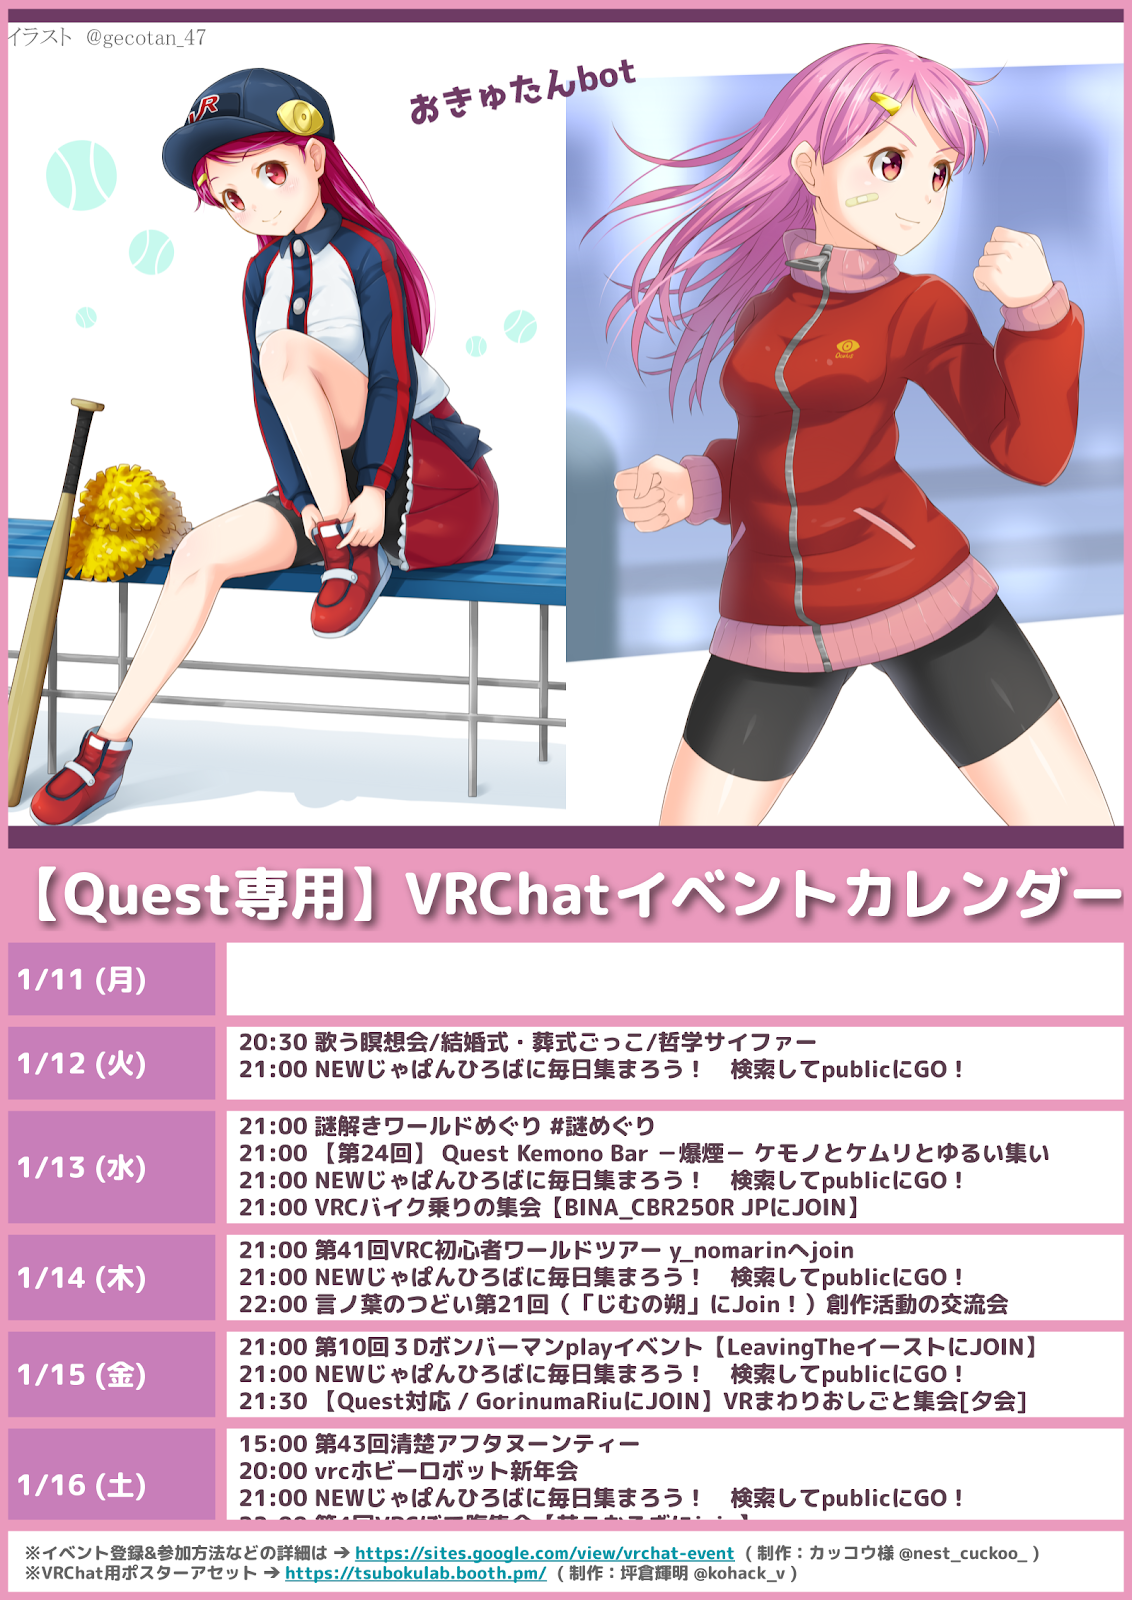 イラスト @gecotan_47
おきゅたんbot
VR
Quest
【Quest専用】VRChatイベントカレンダー
1/11 (月)
1/12 (火)
20:30 歌う瞑想会/結婚式・葬式ごっこ/哲学サイファー
21:00 NEWじゃぱんひろばに毎日集まろう！　検索してpublicにGO！
1/13 (水)
21:00 謎解きワールドめぐり #謎めぐり
21:00 【第24回】 Quest Kemono Bar －爆煙－ ケモノとケムリとゆるい集い
21:00 NEWじゃぱんひろばに毎日集まろう！　検索してpublicにGO！
21:00 VRCバイク乗りの集会【BINA_CBR250R JPにJOIN】
1/14 (木)
21:00 第41回VRC初心者ワールドツアー y_nomarinへjoin
21:00 NEWじゃぱんひろばに毎日集まろう！　検索してpublicにGO！
22:00 言ノ葉のつどい第21回（「じむの朔」にJoin！）創作活動の交流会
1/15 (金)
21:00 第10回３Dボンバーマンplayイベント【LeavingTheイーストにJOIN】
21:00 NEWじゃぱんひろばに毎日集まろう！　検索してpublicにGO！
21:30 【Quest対応 / GorinumaRiuにJOIN】VRまわりおしごと集会[夕会]
1/16 (土)
15:00 第43回清楚アフタヌーンティー
20:00 vrcホビーロボット新年会
21:00 NEWじゃぱんひろばに毎日集まろう！　検索してpublicにGO！
※イベント登録&参加方法などの詳細は ➔ https://sites.google.com/view/vrchat-event （制作：カッコウ様 @nest_cuckoo_）
※VRChat用ポスターアセット ➔ https://tsubokulab.booth.pm/ （制作：坪倉輝明 @kohack_v）